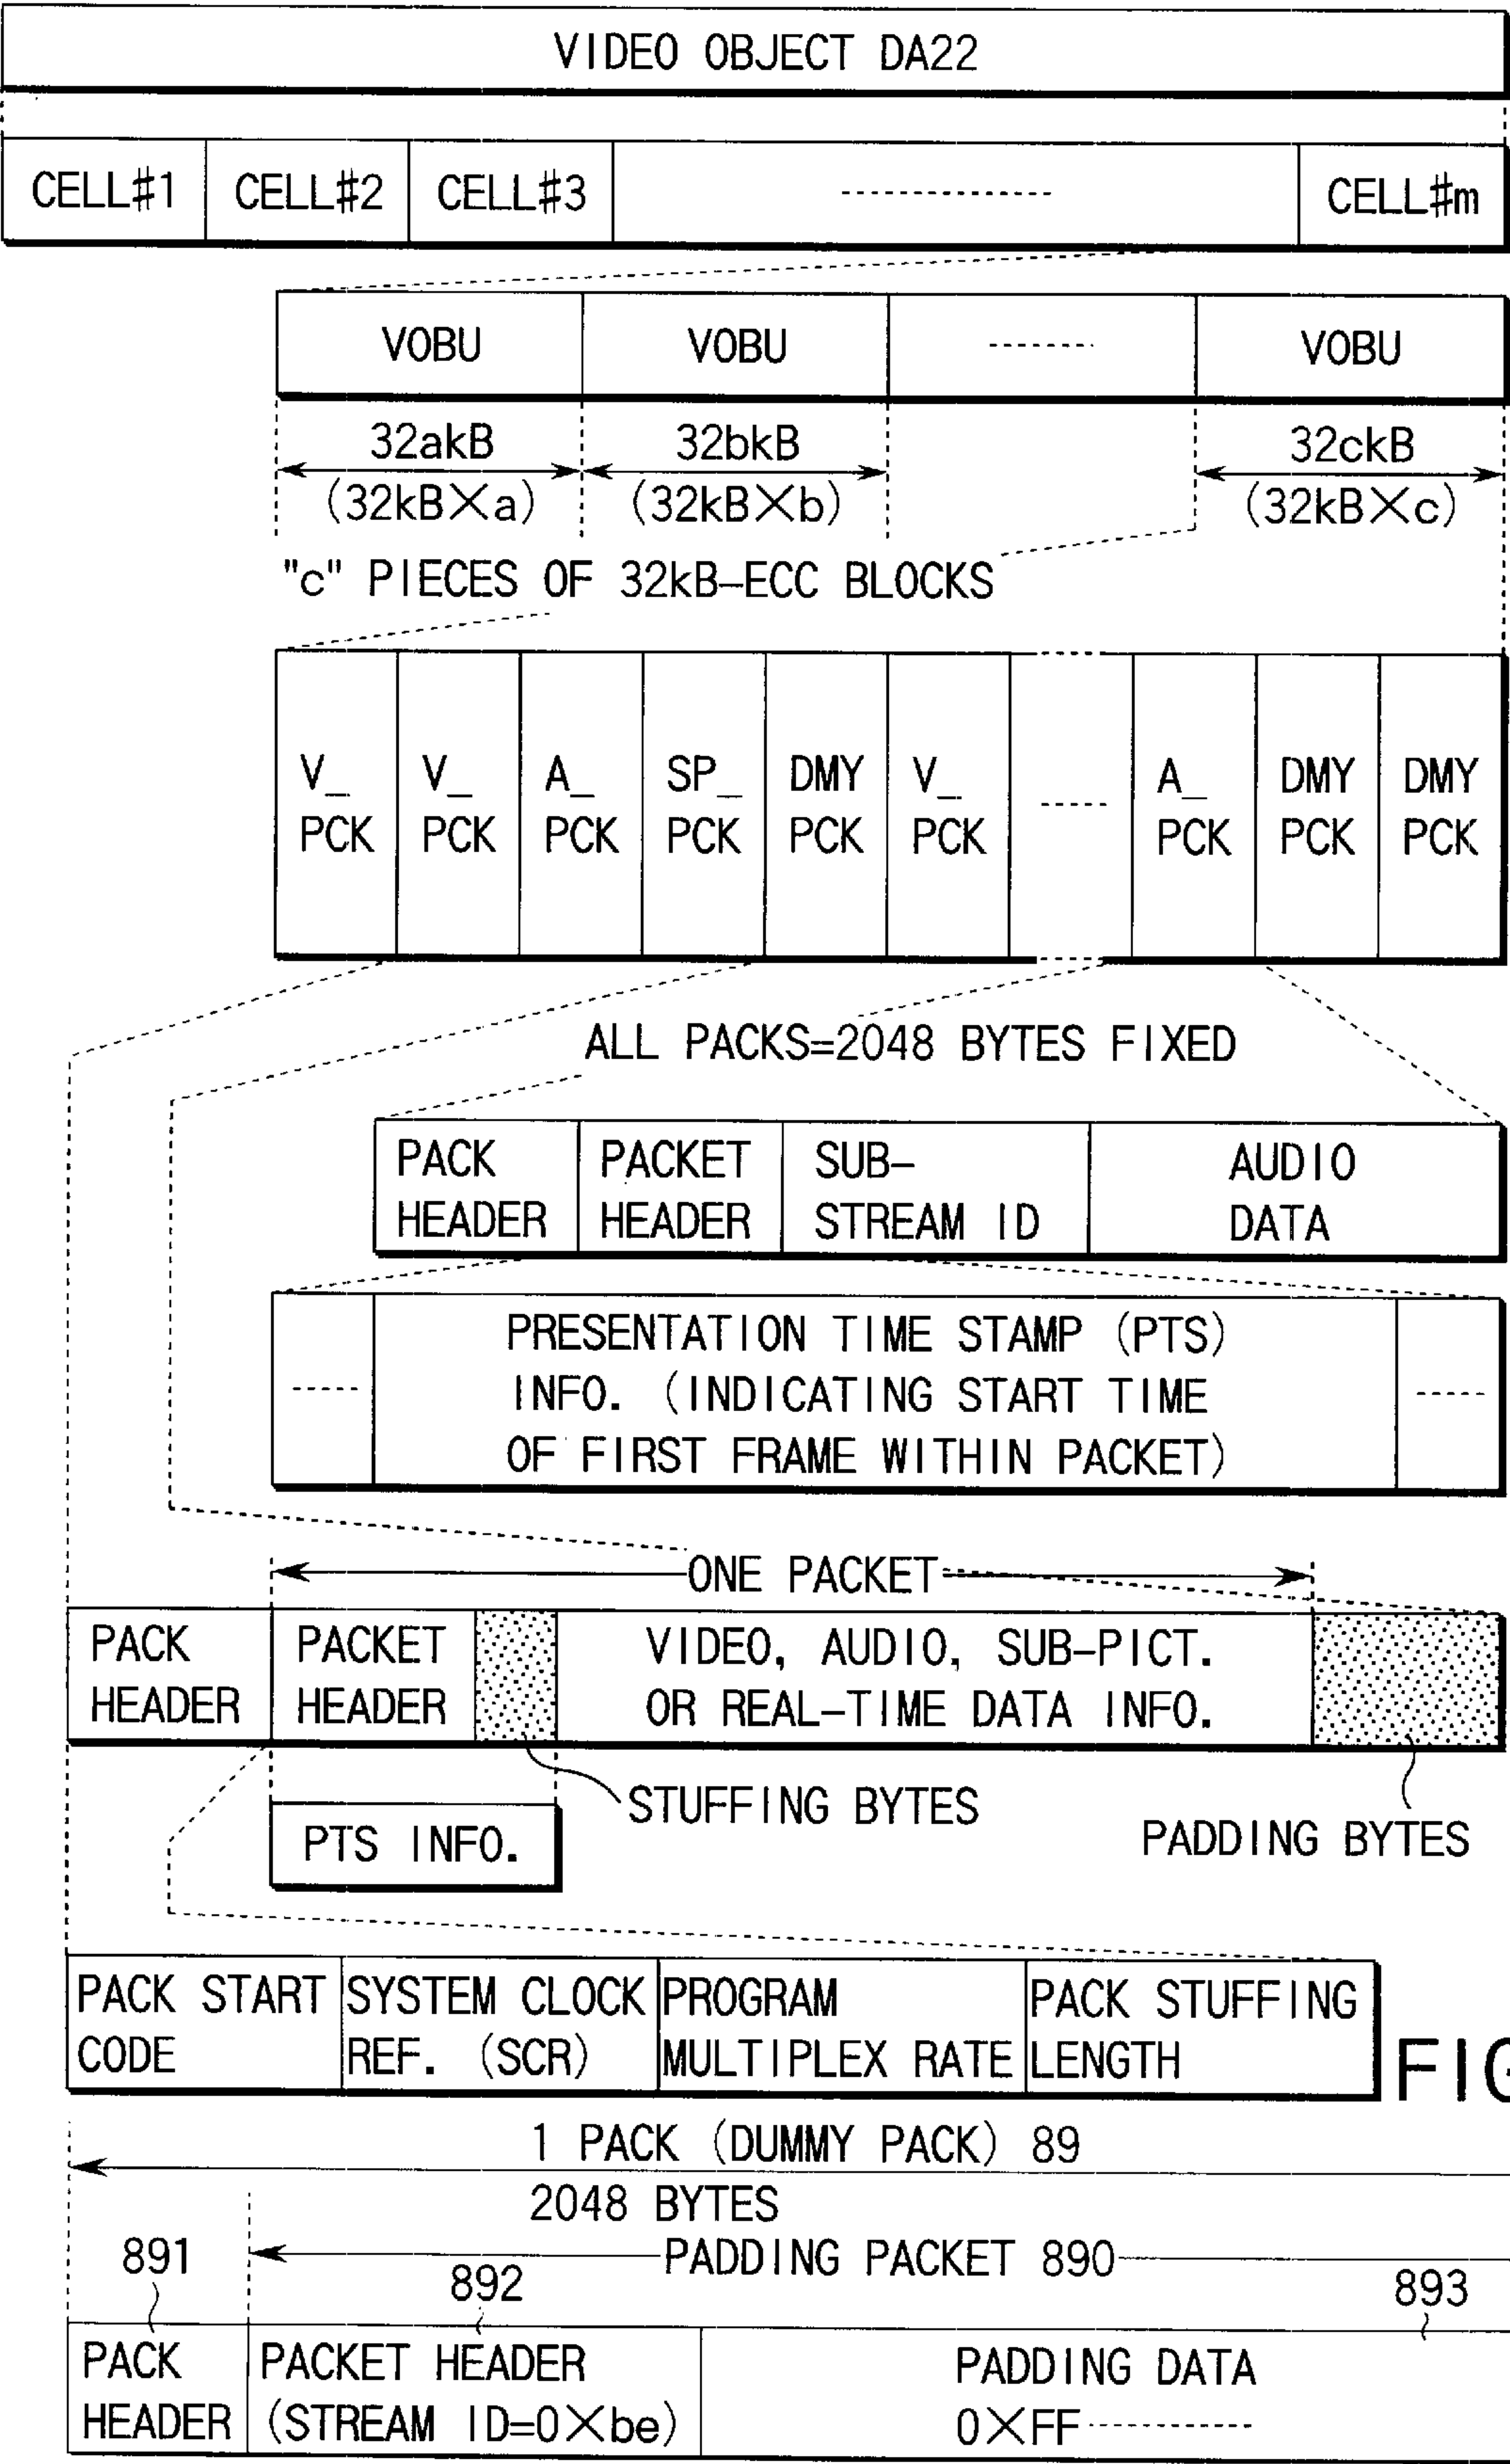 VIDEO OBJECT DA22
CELL#1 CELL#2 CELL#3 ---------- CELL#m
VOBU VOBU ------ VOBU
32akB 32bkB 32ckB
(32kB×a) (32kB×b) (32kB×c)
"c" PIECES OF 32kB-ECC BLOCKS
V_ V_ A_ SP_ DMY V_ ---- A_ DMY DMY
PCK PCK PCK PCK PCK PCK PCK PCK PCK
ALL PACKS=2048 BYTES FIXED
PACK PACKET SUB- AUDIO
HEADER HEADER STREAM ID DATA
PRESENTATION TIME STAMP (PTS)
---- INFO. (INDICATING START TIME ----
OF FIRST FRAME WITHIN PACKET)
ONE PACKET
PACK PACKET VIDEO, AUDIO, SUB-PICT.
HEADER HEADER OR REAL-TIME DATA INFO.
STUFFING BYTES
PTS INFO. PADDING BYTES
PACK START SYSTEM CLOCK PROGRAM PACK STUFFING
CODE REF. (SCR) MULTIPLEX RATE LENGTH
FIG
1 PACK (DUMMY PACK) 89
2048 BYTES
891 PADDING PACKET 890
892 893
PACK PACKET HEADER PADDING DATA
HEADER (STREAM ID=0×be) 0×FF--------